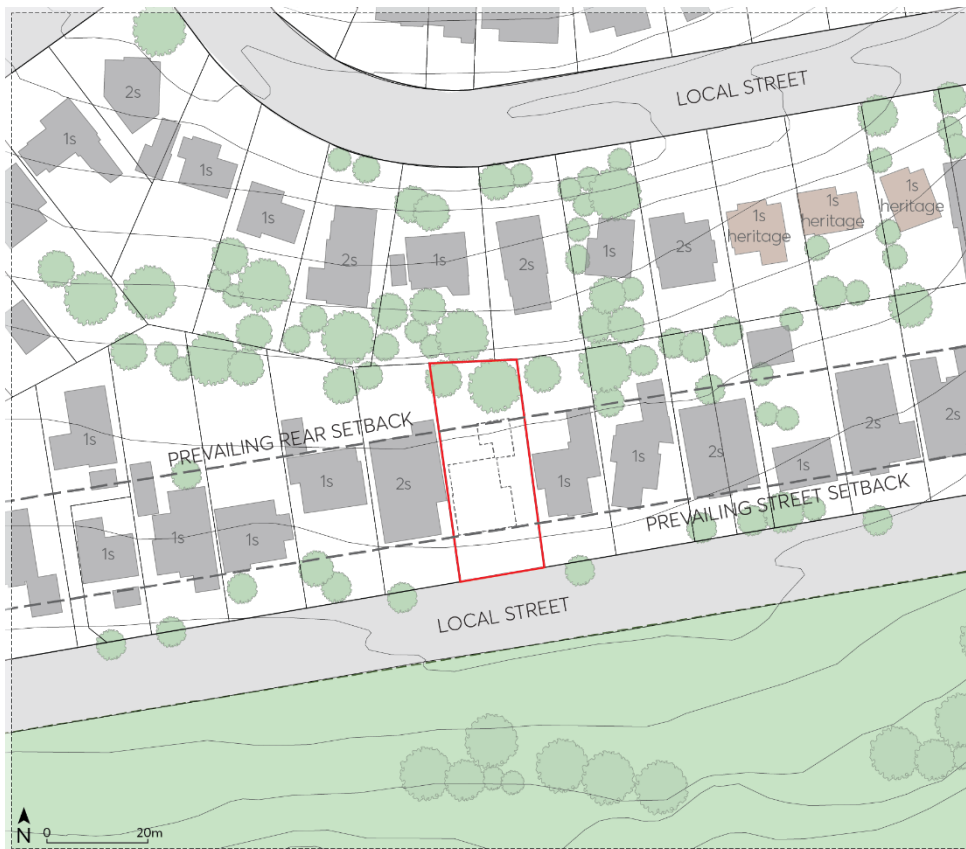 LOCAL STREET
2s
1s
1s
1s
2s
1s
2s
1s
2s
1s
heritage
1s
heritage
1s
heritage
PREVAILING REAR SETBACK
1s
1s
2s
1s
1s
2s
1s
2s
2s
1s
1s
1s
PREVAILING STREET SETBACK
LOCAL STREET
N
0 20m